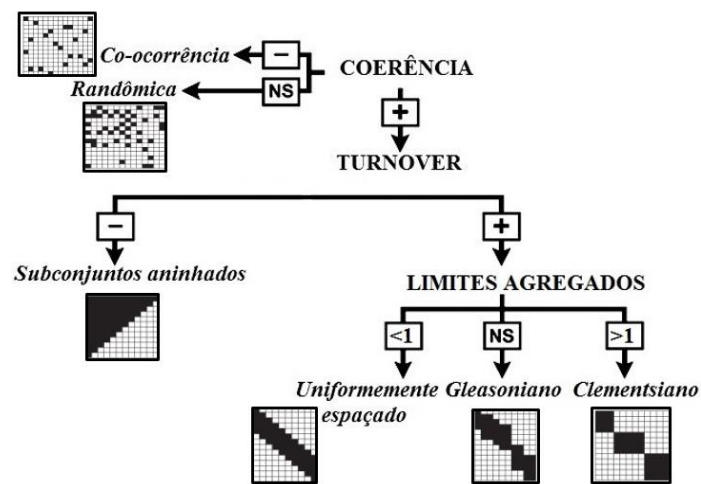 Co-ocorrência
−
COERÊNCIA
Randômica
NS
+
TURNOVER
−
+
Subconjuntos aninhados
LIMITES AGREGADOS
<1
NS
>1
Uniformemente
espaçado
Gleasoniano
Clementsiano